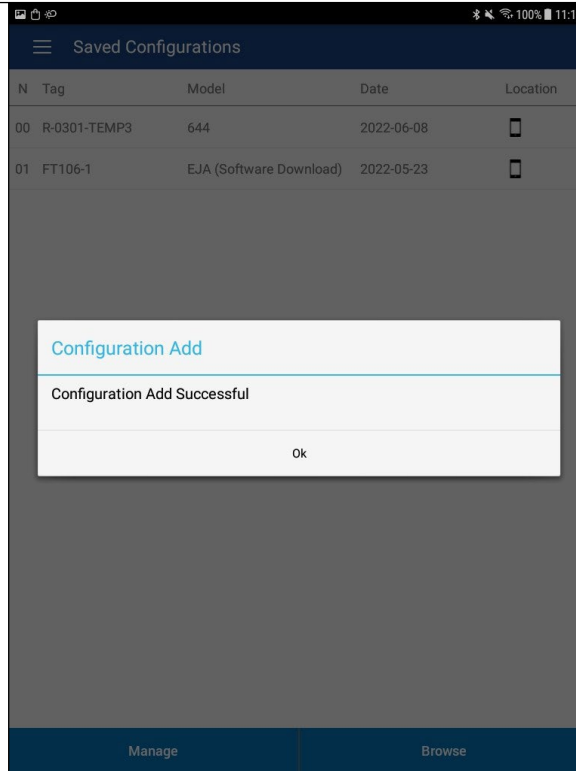 100% 11:1
Saved Configurations
N Tag Model Date Location
00 R-0301-TEMP3 644 2022-06-08
01 FT106-1 EJA (Software Download) 2022-05-23
Configuration Add
Configuration Add Successful
Ok
Manage Browse